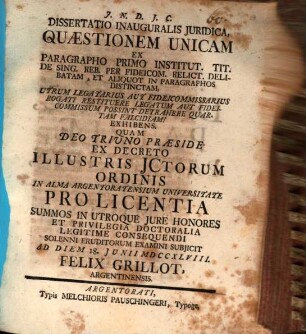 J. N. D. J. C.
DISSERTATIO INAUGURALIS JURIDICA,
QUÆSTIONEM UNICAM
EX
PARAGRAPHO PRIMO INSTITUT. TIT.
DE SING. REB. PER FIDEICOM. RELICT. DELI-
BATAM, ET ALIQUOT IN PARAGRAPHOS
DISTINCTAM,
UTRUM LEGATARIUS AUT FIDEICOMMISSARIUS
ROGATI RESTITUERE LEGATUM AUT FIDEI-
COMMISSUM POSSINT DETRAHERE QUAR-
TAM FALCIDIAM?
EXHIBENS,
QUAM
DEO TRIUNO PRÆSIDE
EX DECRETO
ILLUSTRIS JCTORUM
ORDINIS
IN ALMA ARGENTORATENSIUM UNIVERSITATE
PRO LICENTIA
SUMMOS IN UTROQUE JURE HONORES
ET PRIVILEGIA DOCTORALIA
LEGITIME CONSEQUENDI
SOLENNI ERUDITORUM EXAMINI SUBJICIT
AD DIEM 18. JUNII MDCCXLVIII.
FELIX GRILLOT,
ARGENTINENSIS.
ARGENTORATI,
Typis MELCHIORIS PAUSCHINGERI, Typogr.